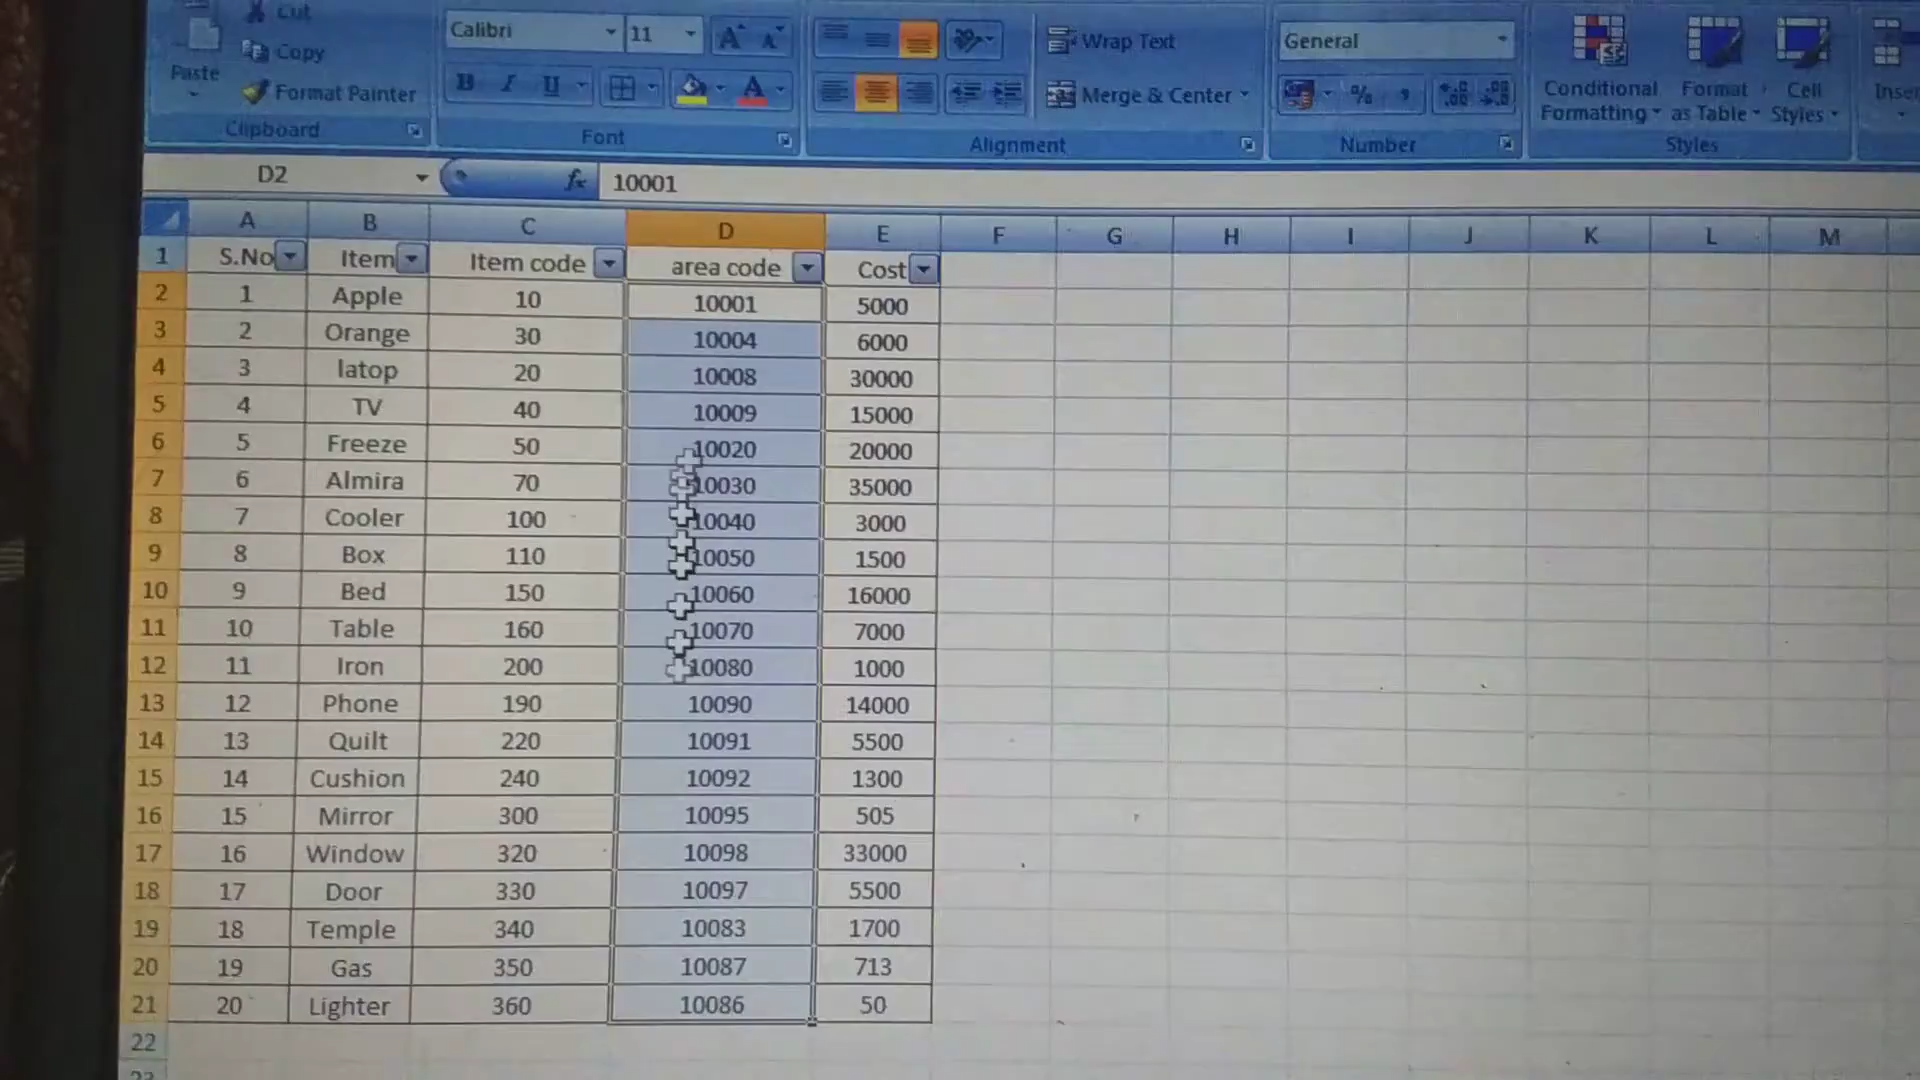 Cut
Copy
Paste
Format Painter
Clipboard
Calibri 11
B I U
Font
Wrap Text
Merge & Center
Alignment
General
%
Number
Conditional Formatting
Format as Table
Cell Styles
Styles
D2 fx 10001
A B C D E F G H I J K L M
1 S.No Item Item code area code Cost
2 1 Apple 10 10001 5000
3 2 Orange 30 10004 6000
4 3 latop 20 10008 30000
5 4 TV 40 10009 15000
6 5 Freeze 50 10020 20000
7 6 Almira 70 10030 35000
8 7 Cooler 100 10040 3000
9 8 Box 110 10050 1500
10 9 Bed 150 10060 16000
11 10 Table 160 10070 7000
12 11 Iron 200 10080 1000
13 12 Phone 190 10090 14000
14 13 Quilt 220 10091 5500
15 14 Cushion 240 10092 1300
16 15 Mirror 300 10095 505
17 16 Window 320 10098 33000
18 17 Door 330 10097 5500
19 18 Temple 340 10083 1700
20 19 Gas 350 10087 713
21 20 Lighter 360 10086 50
22